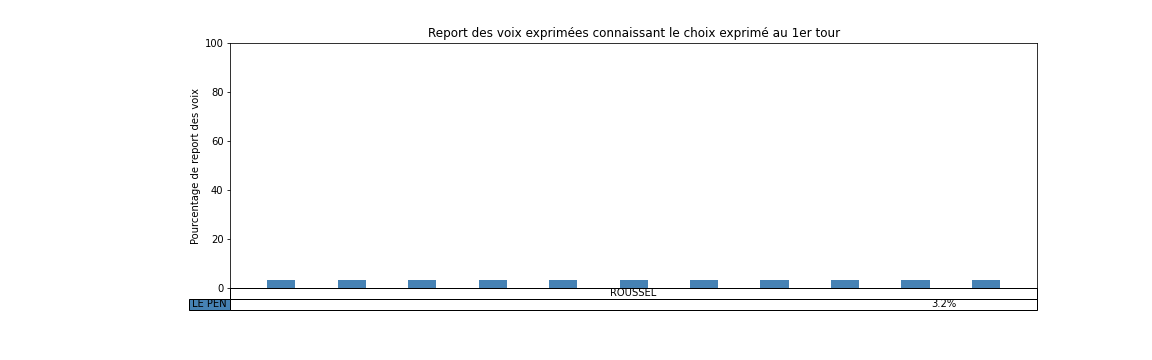 Report des voix exprimées connaissant le choix exprimé au 1er tour
Pourcentage de report des voix
100
80
60
40
20
0
ROUSSEL
LE PEN 3.2%